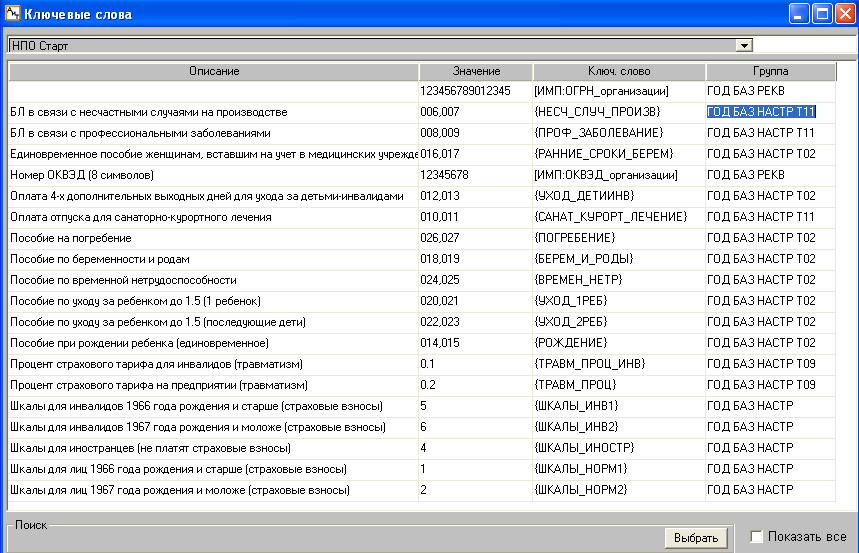 Ключевые слова
НПО Старт
Описание Значение Ключ. слово Группа
123456789012345 [ИМП:ОГРН_организации] ГОД БАЗ РЕКВ
БЛ в связи с несчастными случаями на производстве 006,007 {НЕСЧ_СЛУЧ_ПРОИЗВ} ГОД БАЗ НАСТР Т11
БЛ в связи с профессиональными заболеваниями 008,009 {ПРОФ_ЗАБОЛЕВАНИЕ} ГОД БАЗ НАСТР Т11
Единовременное пособие женщинам, вставшим на учет в медицинских учрежде 016,017 {РАННИЕ_СРОКИ_БЕРЕМ} ГОД БАЗ НАСТР Т02
Номер ОКВЭД (8 символов) 12345678 [ИМП:ОКВЭД_организации] ГОД БАЗ РЕКВ
Оплата 4-х дополнительных выходных дней для ухода за детьми-инвалидами 012,013 {УХОД_ДЕТИИНВ} ГОД БАЗ НАСТР Т02
Оплата отпуска для санаторно-курортного лечения 010,011 {САНАТ_КУРОРТ_ЛЕЧЕНИЕ} ГОД БАЗ НАСТР Т11
Пособие на погребение 026,027 {ПОГРЕБЕНИЕ} ГОД БАЗ НАСТР Т02
Пособие по беременности и родам 018,019 {БЕРЕМ_И_РОДЫ} ГОД БАЗ НАСТР Т02
Пособие по временной нетрудоспособности 024,025 {ВРЕМЕН_НЕТР} ГОД БАЗ НАСТР Т02
Пособие по уходу за ребенком до 1.5 (1 ребенок) 020,021 {УХОД_1РЕБ} ГОД БАЗ НАСТР Т02
Пособие по уходу за ребенком до 1.5 (последующие дети) 022,023 {УХОД_2РЕБ} ГОД БАЗ НАСТР Т02
Пособие при рождении ребенка (единовременное) 014,015 {РОЖДЕНИЕ} ГОД БАЗ НАСТР Т02
Процент страхового тарифа для инвалидов (травматизм) 0.1 {ТРАВМ_ПРОЦ_ИНВ} ГОД БАЗ НАСТР Т09
Процент страхового тарифа на предприятии (травматизм) 0.2 {ТРАВМ_ПРОЦ} ГОД БАЗ НАСТР Т09
Шкалы для инвалидов 1966 года рождения и старше (страховые взносы) 5 {ШКАЛЫ_ИНВ1} ГОД БАЗ НАСТР
Шкалы для инвалидов 1967 года рождения и моложе (страховые взносы) 6 {ШКАЛЫ_ИНВ2} ГОД БАЗ НАСТР
Шкалы для иностранцев (не платят страховые взносы) 4 {ШКАЛЫ_ИНОСТР} ГОД БАЗ НАСТР
Шкалы для лиц 1966 года рождения и старше (страховые взносы) 1 {ШКАЛЫ_НОРМ1} ГОД БАЗ НАСТР
Шкалы для лиц 1967 года рождения и моложе (страховые взносы) 2 {ШКАЛЫ_НОРМ2} ГОД БАЗ НАСТР
Поиск
Выбрать Показать все